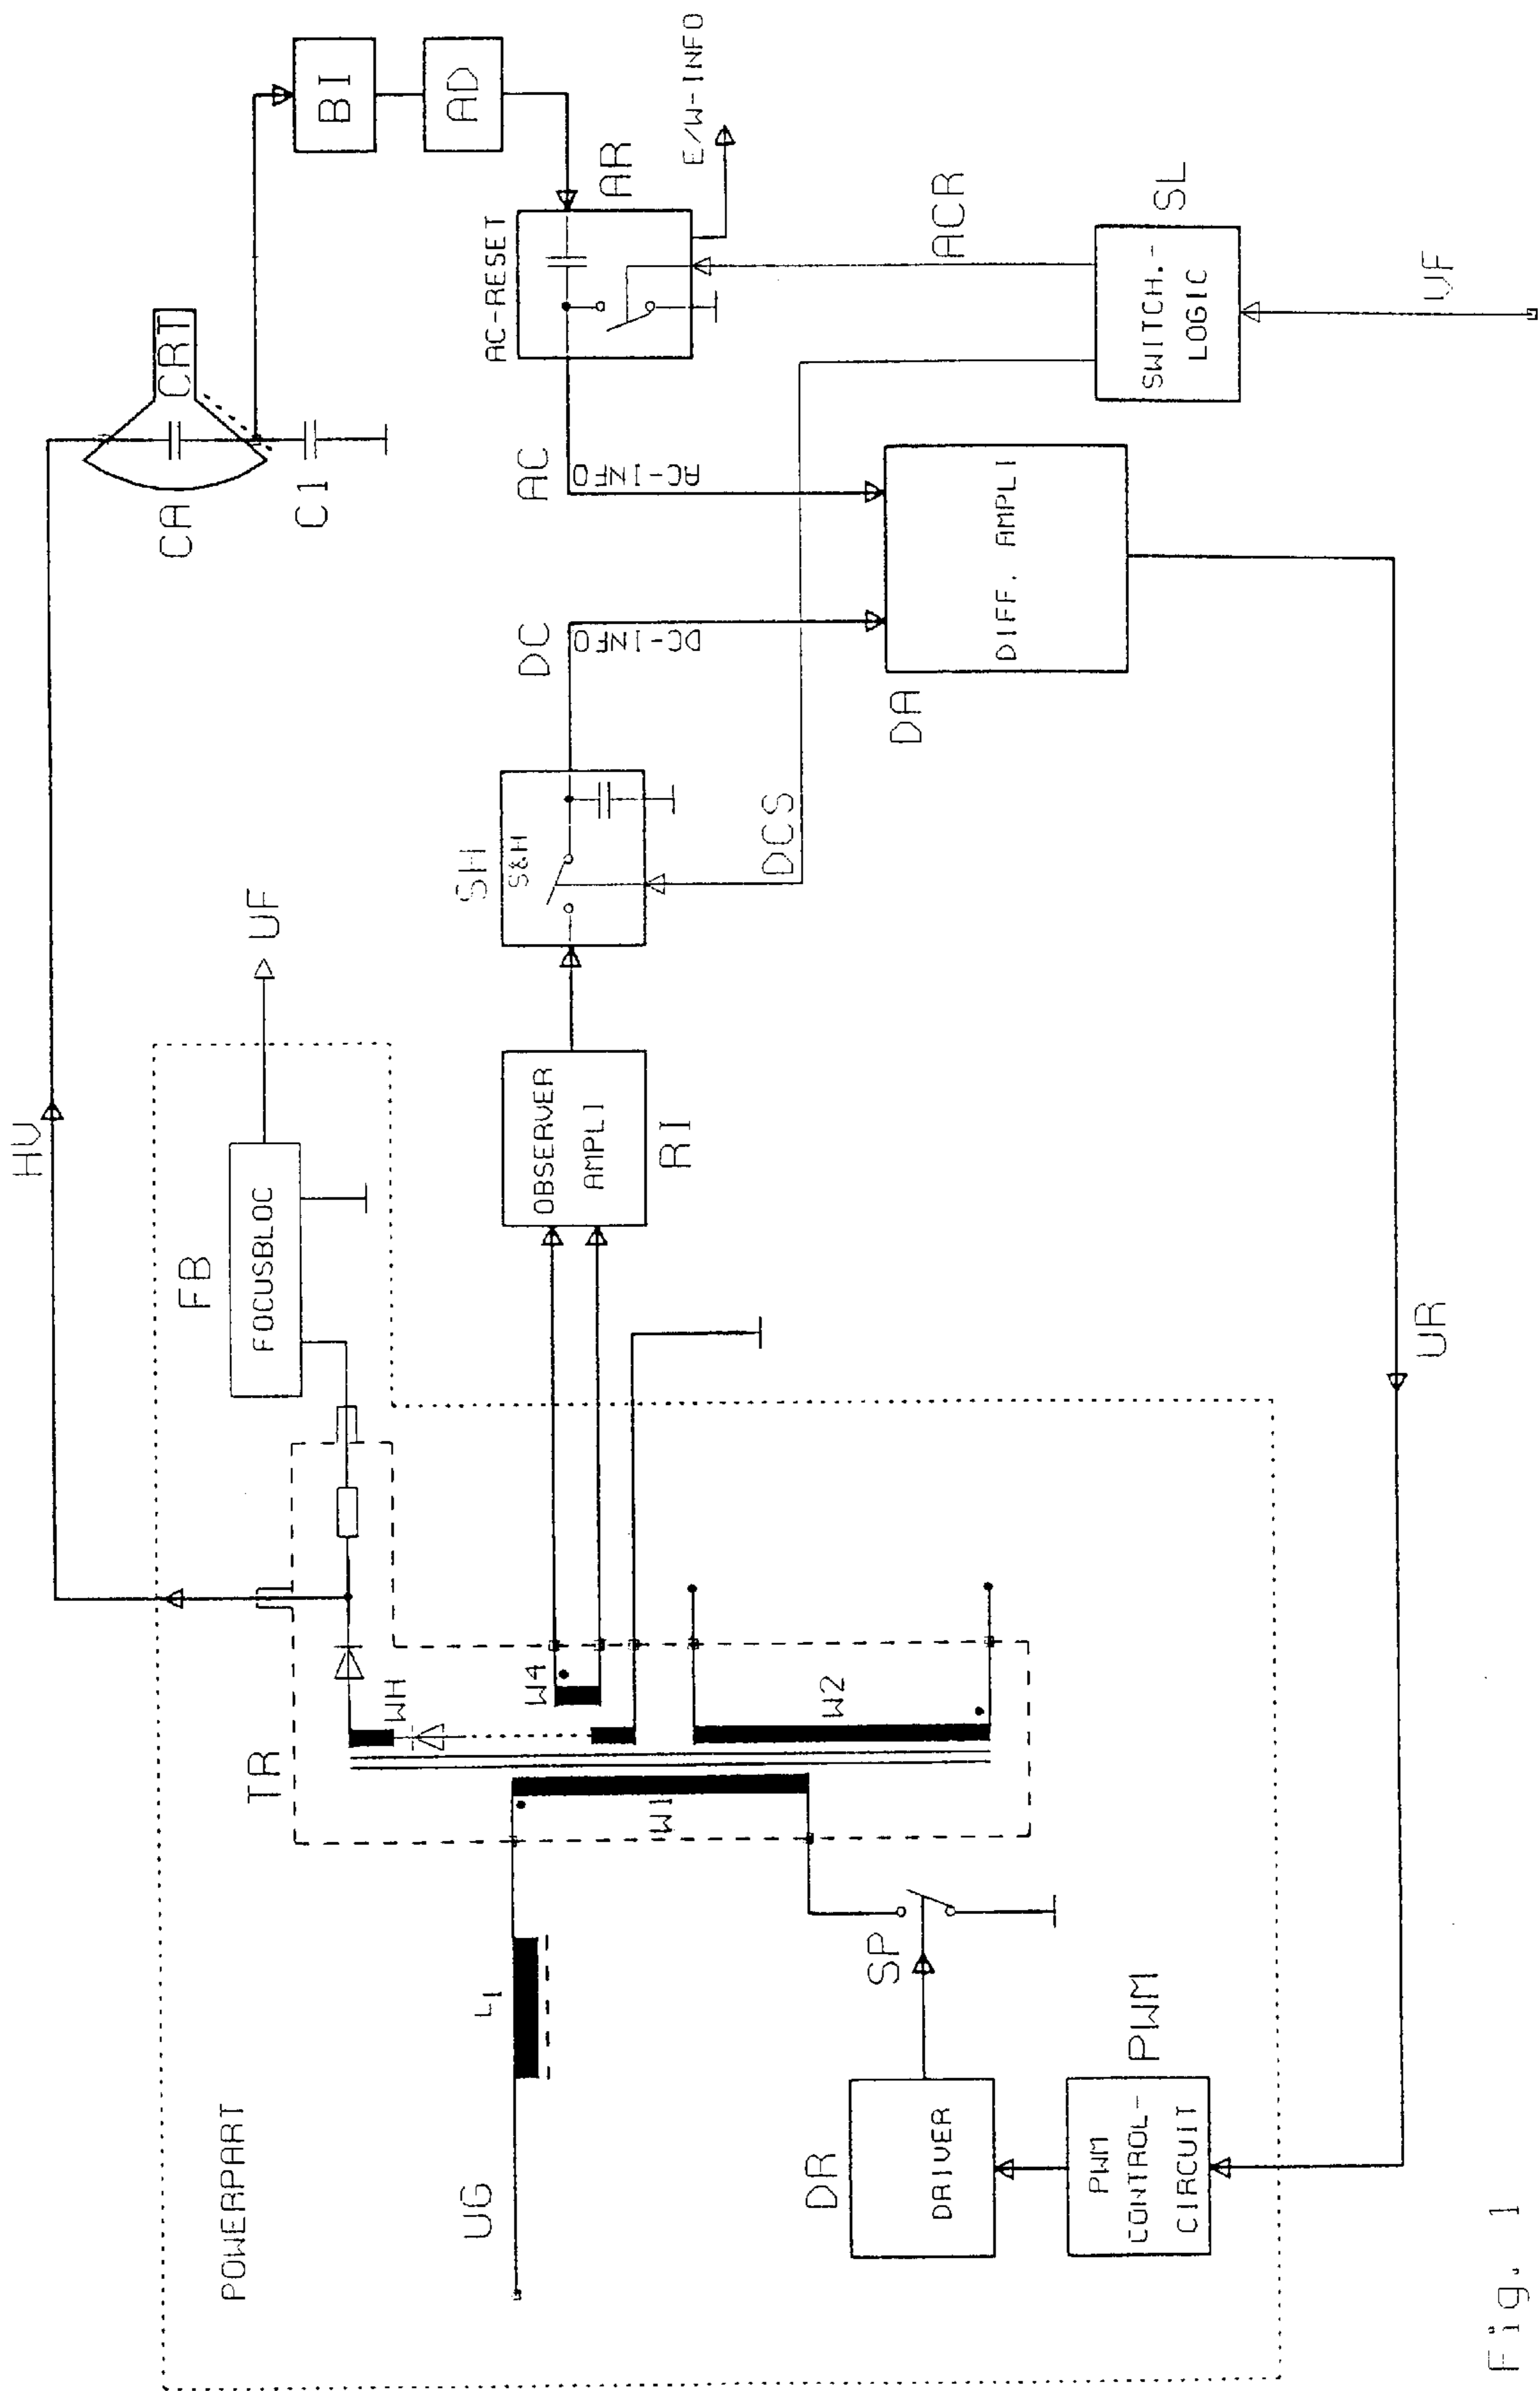 HV
CA
CRT
C1
BI
AD
AC-RESET
AR
E/W-INFO
FB
FOCUSBLOC
UF
SH
S&H
DC
DC-INFO
AC
AC-INFO
ACR
SL
SWITCH.-
LOGIC
VF
DCS
OBSERVER
AMPLI
RI
DA
DIFF. AMPLI
POWERPART
TR
WH
W4
W1
W2
UG
L1
SP
DR
DRIVER
PWM
PWM
CONTROL-
CIRCUIT
UR
Fig. 1